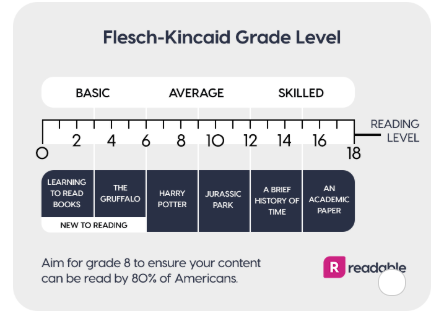 Flesch-Kincaid Grade Level
BASIC AVERAGE SKILLED
READING
LEVEL
0 2 4 6 8 10 12 14 16 18
LEARNING
TO READ
BOOKS
THE
GRUFFALO
HARRY
POTTER
JURASSIC
PARK
A BRIEF
HISTORY OF
TIME
AN
ACADEMIC
PAPER
NEW TO READING
Aim for grade 8 to ensure your content
can be read by 80% of Americans.
R readable